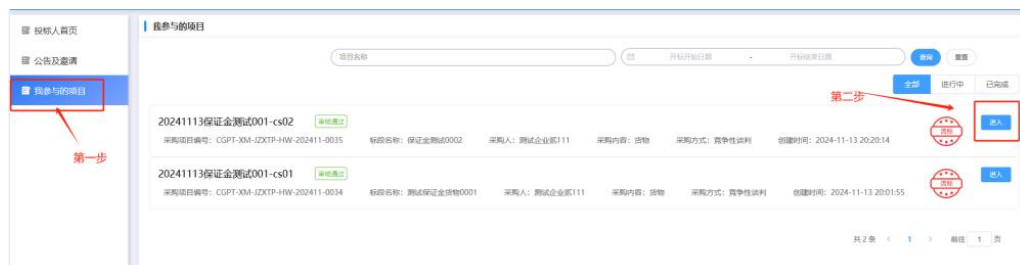 投标人首页
公告及邀请
我参与的项目
第一步
我参与的项目
项目名称 开标开始日期 - 开标结束日期 查询 重置
全部 进行中 已完成
第二步
20241113保证金测试001-cs02 审核通过
采购项目编号：CGPT-XM-JZXTP-HW-202411-0035 标段名称：保证金测试0002 采购人：测试企业贰111 采购内容：货物 采购方式：竞争性谈判 创建时间：2024-11-13 20:20:14
流标 进入
20241113保证金测试001-cs01 审核通过
采购项目编号：CGPT-XM-JZXTP-HW-202411-0034 标段名称：测试保证金货物0001 采购人：测试企业贰111 采购内容：货物 采购方式：竞争性谈判 创建时间：2024-11-13 20:01:55
流标 进入
共2条 < 1 > 前往 1 页